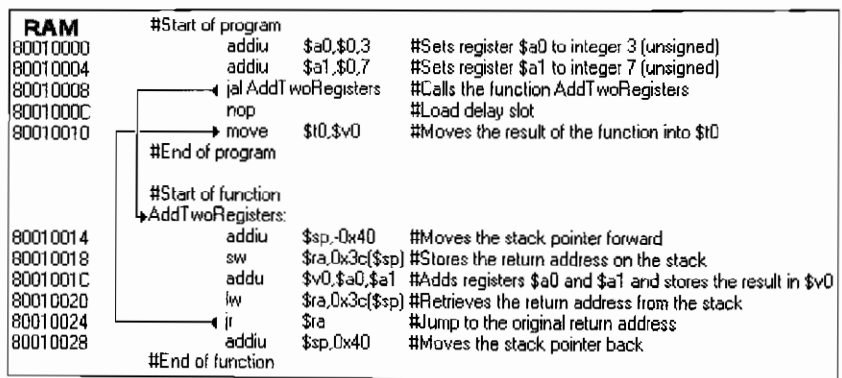 RAM #Start of program
80010000 addiu $a0,$0,3 #Sets register $a0 to integer 3 (unsigned)
80010004 addiu $a1,$0,7 #Sets register $a1 to integer 7 (unsigned)
80010008 jal AddTwoRegisters #Calls the function AddTwoRegisters
8001000C nop #Load delay slot
80010010 move $t0,$v0 #Moves the result of the function into $t0
#End of program
#Start of function
AddTwoRegisters:
80010014 addiu $sp,-0x40 #Moves the stack pointer forward
80010018 sw $ra,0x3c($sp) #Stores the return address on the stack
8001001C addu $v0,$a0,$a1 #Adds registers $a0 and $a1 and stores the result in $v0
80010020 lw $ra,0x3c($sp) #Retrieves the return address from the stack
80010024 jr $ra #Jump to the original return address
80010028 addiu $sp,0x40 #Moves the stack pointer back
#End of function